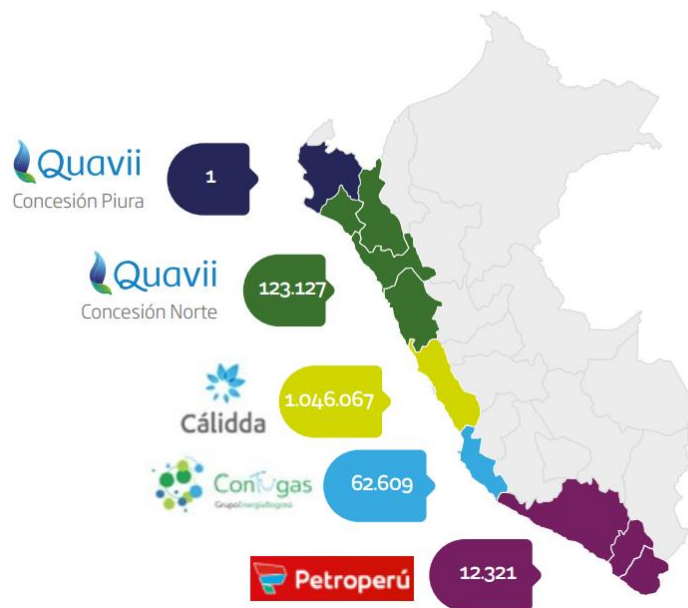 Quavii
Concesión Piura
1
Quavii
Concesión Norte
123.127
Cálidda
1.046.067
ConTUgas
GrupoEnergíaBogotá
62.609
Petroperú
12.321